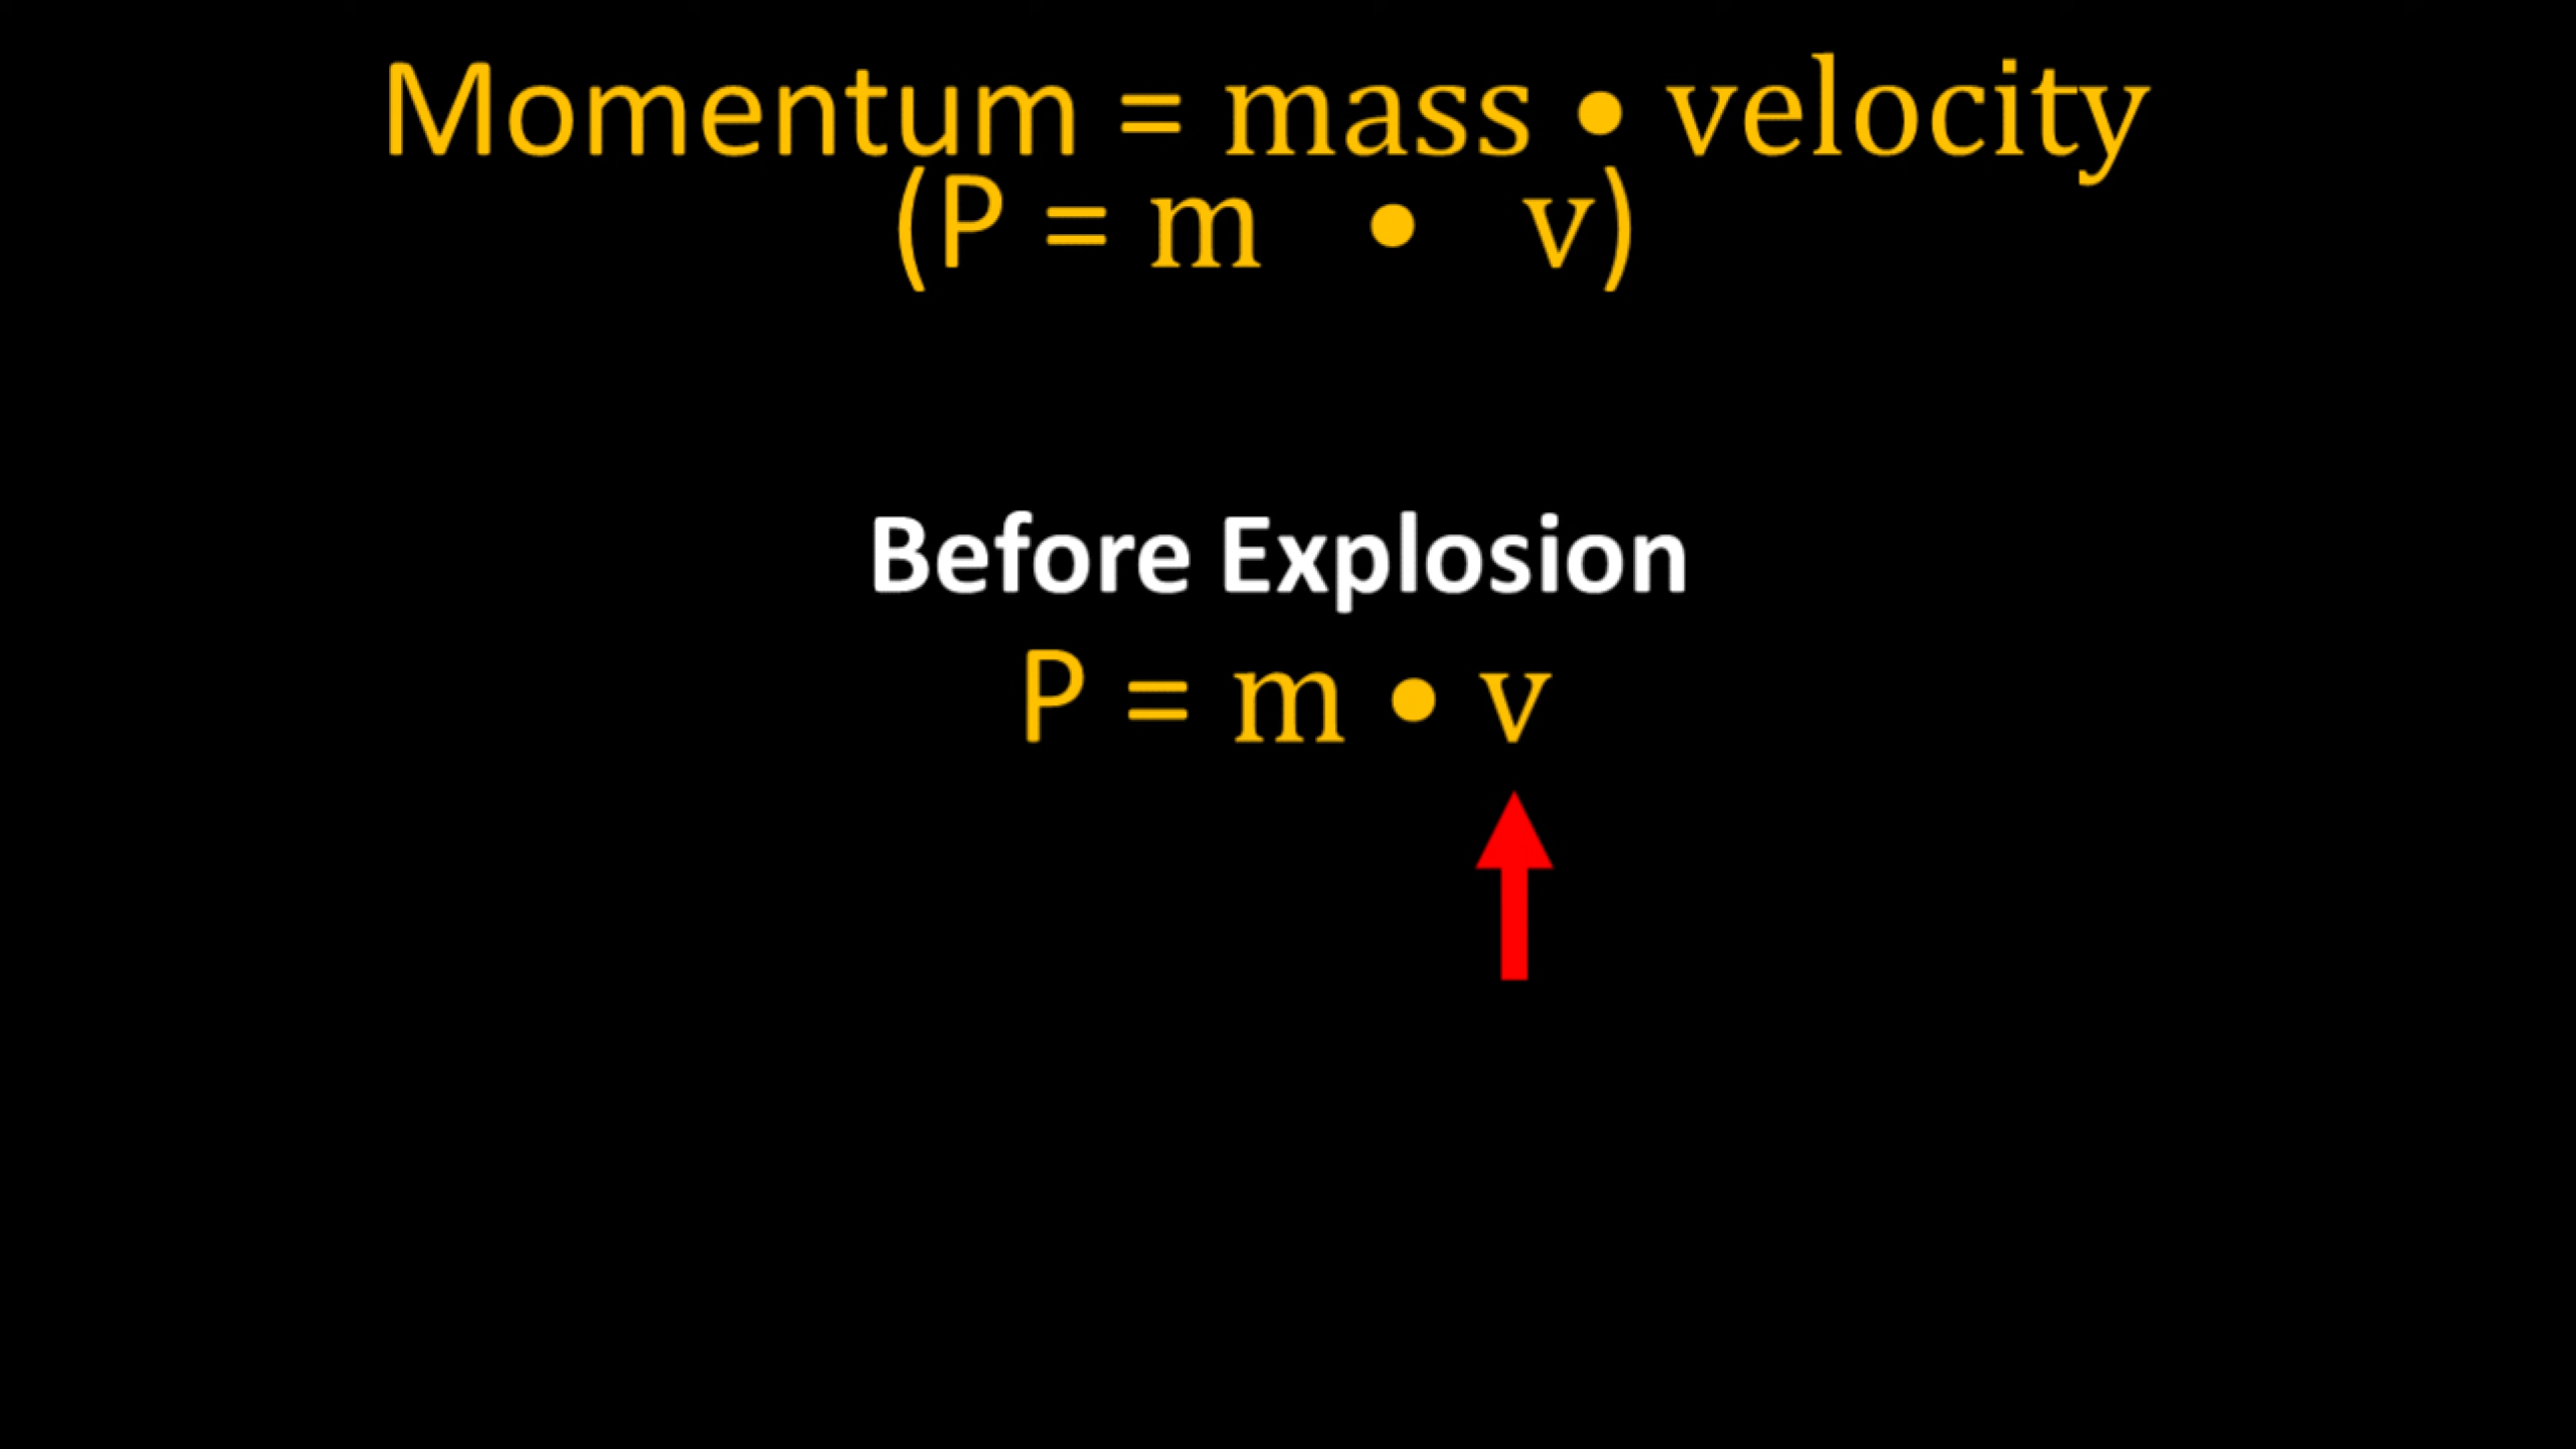 Momentum = mass • velocity
(P = m • v)
Before Explosion
P = m • v